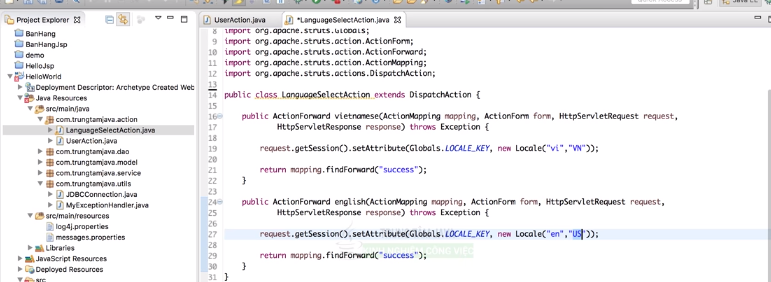 Project Explorer
UserAction.java
*LanguageSelectAction.java
BanHang
BanHangJsp
demo
HelloJsp
HelloWorld
Deployment Descriptor: Archetype Created Web
Java Resources
src/main/java
com.trungtamjava.action
LanguageSelectAction.java
UserAction.java
com.trungtamjava.dao
com.trungtamjava.model
com.trungtamjava.service
com.trungtamjava.utils
JDBCConnection.java
MyExceptionHandler.java
src/main/resources
log4j.properties
messages.properties
Libraries
JavaScript Resources
Deployed Resources
src
8 import org.apache.struts.Globals;
9 import org.apache.struts.action.ActionForm;
10 import org.apache.struts.action.ActionForward;
11 import org.apache.struts.action.ActionMapping;
12 import org.apache.struts.actions.DispatchAction;
13
14 public class LanguageSelectAction extends DispatchAction {
15
16 public ActionForward vietnamese(ActionMapping mapping, ActionForm form, HttpServletRequest request,
17 HttpServletResponse response) throws Exception {
18
19 request.getSession().setAttribute(Globals.LOCALE_KEY, new Locale("vi","VN"));
20
21 return mapping.findForward("success");
22 }
23
24 public ActionForward english(ActionMapping mapping, ActionForm form, HttpServletRequest request,
25 HttpServletResponse response) throws Exception {
26
27 request.getSession().setAttribute(Globals.LOCALE_KEY, new Locale("en","US"));
28
29 return mapping.findForward("success");
30 }
31 }